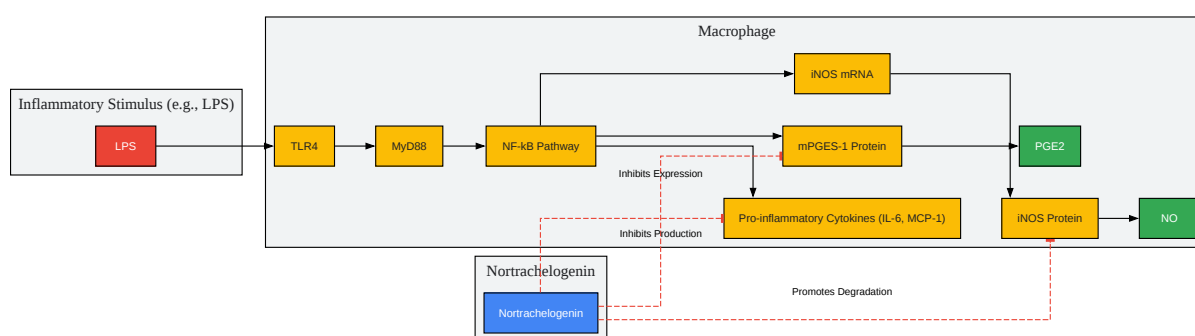 Macrophage
iNOS mRNA
Inflammatory Stimulus (e.g., LPS)
LPS
TLR4
MyD88
NF-kB Pathway
mPGES-1 Protein
PGE2
Inhibits Expression
Pro-inflammatory Cytokines (IL-6, MCP-1)
iNOS Protein
NO
Inhibits Production
Nortrachelogenin
Nortrachelogenin
Promotes Degradation